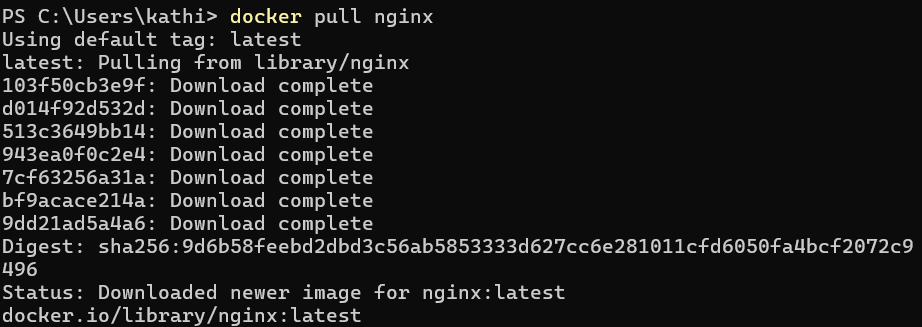 PS C:\Users\kathi> docker pull nginx
Using default tag: latest
latest: Pulling from library/nginx
103f50cb3e9f: Download complete
d014f92d532d: Download complete
513c3649bb14: Download complete
943ea0f0c2e4: Download complete
7cf63256a31a: Download complete
bf9acace214a: Download complete
9dd21ad5a4a6: Download complete
Digest: sha256:9d6b58feebd2dbd3c56ab5853333d627cc6e281011cfd6050fa4bcf2072c9
496
Status: Downloaded newer image for nginx:latest
docker.io/library/nginx:latest